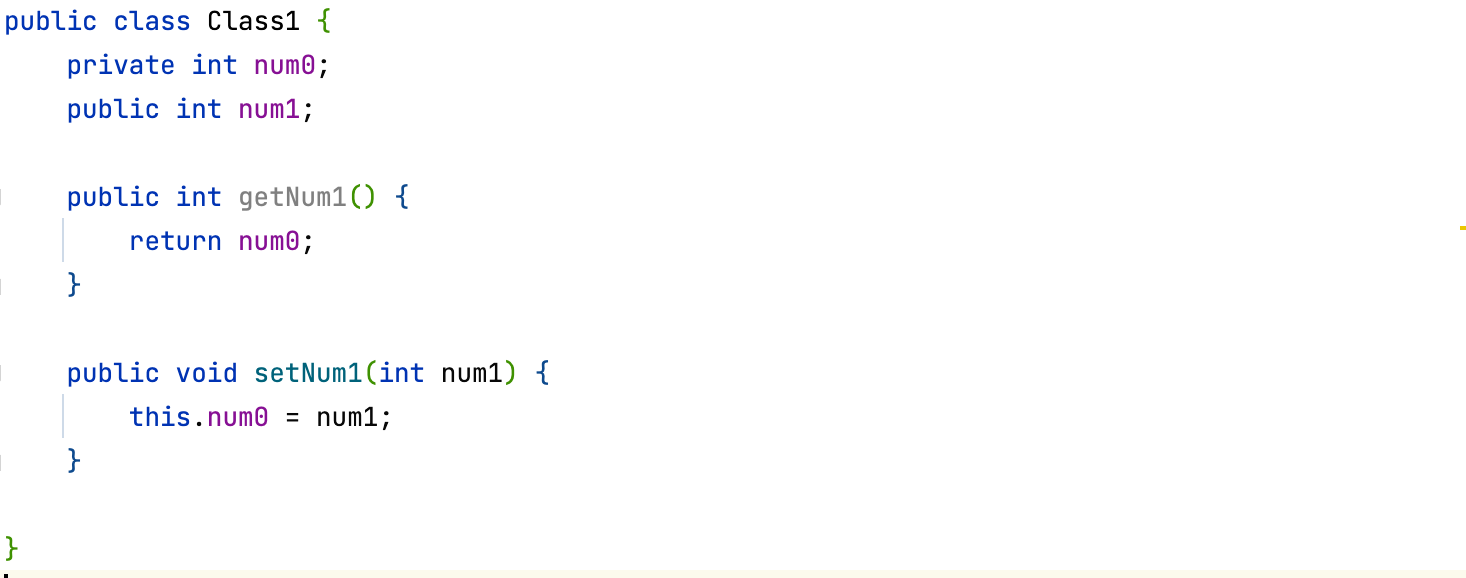 public class Class1 {
    private int num0;
    public int num1;

    public int getNum1() {
        return num0;
    }

    public void setNum1(int num1) {
        this.num0 = num1;
    }

}